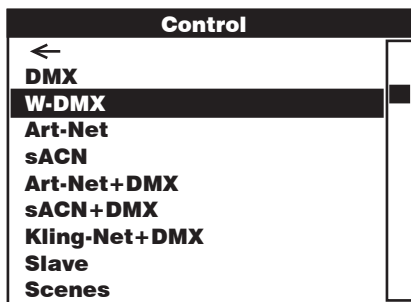 Control
←
DMX
W-DMX
Art-Net
sACN
Art-Net+DMX
sACN+DMX
Kling-Net+DMX
Slave
Scenes